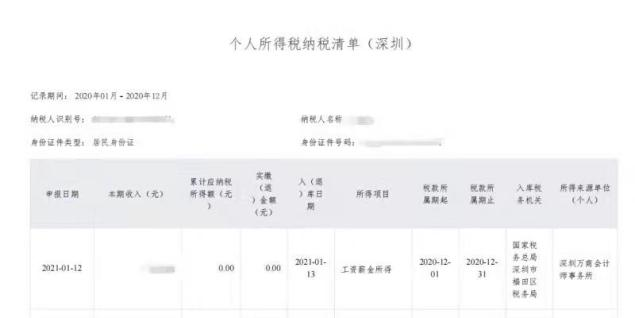 个人所得税纳税清单（深圳）
记录期间： 2020年01月 - 2020年12月
纳税人识别号：
纳税人名称
身份证件类型： 居民身份证
身份证件号码：
申报日期
本期收入（元）
累计应纳税
所得额（元
）
实缴
（退
）金额
（元）
入（退
）库日
期
所得项目
税款所
属期起
税款所
属期止
入库税
务机关
所得来源单位
（个人）
2021-01-12
0.00
0.00
2021-01-
13
工资薪金所得
2020-12-
01
2020-12-
31
国家税
务总局
深圳市
福田区
税务局
深圳万商会计
师事务所